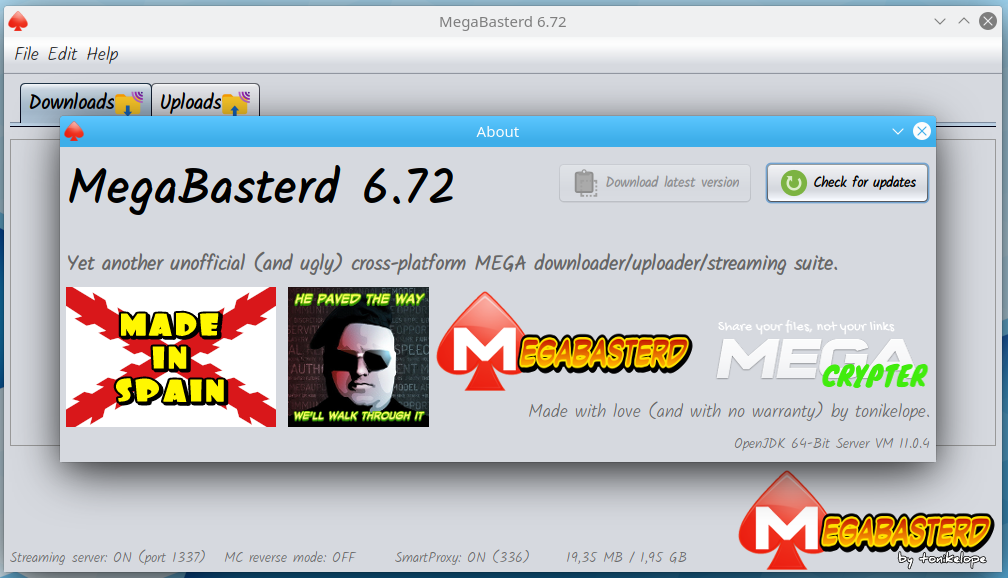 MegaBasterd 6.72
File Edit Help
Downloads Uploads
About
MegaBasterd 6.72
Download latest version
Check for updates
Yet another unofficial (and ugly) cross-platform MEGA downloader/uploader/streaming suite.
MADE
IN
SPAIN
HE PAVED THE WAY
WE'LL WALK THROUGH IT
MEGABASTERD
Share your files, not your links
MEGA
CRYPTER
Made with love (and with no warranty) by tonikelope.
OpenJDK 64-Bit Server VM 11.0.4
MEGABASTERD
by tonikelope
Streaming server: ON (port 1337) MC reverse mode: OFF SmartProxy: ON (336) 19,35 MB / 1,95 GB